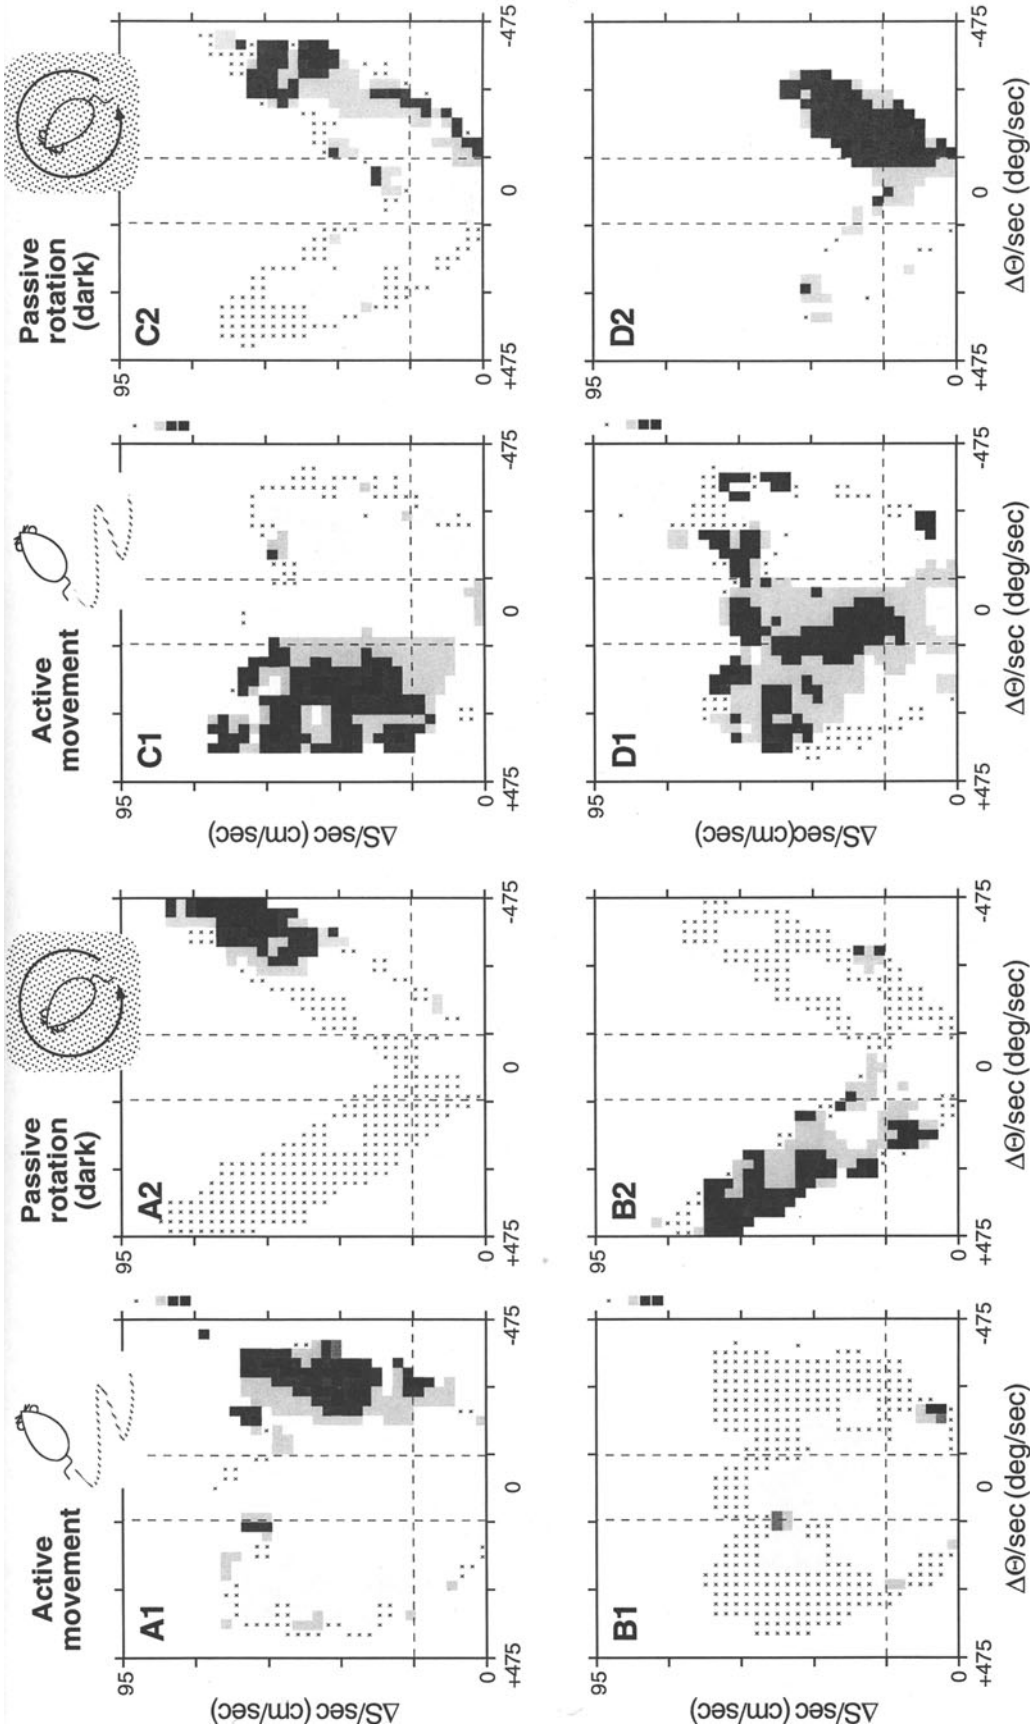 Active
movement
Passive
rotation
(dark)
Active
movement
Passive
rotation
(dark)
A1
95
0
ΔS/sec (cm/sec)
+475 0 -475
A2
95
0
+475 0 -475
C1
95
0
ΔS/sec (cm/sec)
+475 0 -475
C2
95
0
+475 0 -475
B1
95
0
ΔS/sec (cm/sec)
+475 0 -475
ΔΘ/sec (deg/sec)
B2
95
0
+475 0 -475
ΔΘ/sec (deg/sec)
D1
95
0
ΔS/sec(cm/sec)
+475 0 -475
ΔΘ/sec (deg/sec)
D2
95
0
+475 0 -475
ΔΘ/sec (deg/sec)